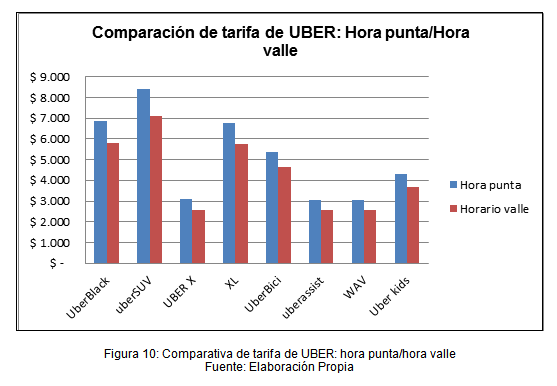 Comparación de tarifa de UBER: Hora punta/Hora
valle
$ 9.000
$ 8.000
$ 7.000
$ 6.000
$ 5.000
$ 4.000
$ 3.000
$ 2.000
$ 1.000
$ -
UberBlack
uberSUV
UBER X
XL
UberBici
uberassist
WAV
Uber kids
Hora punta
Horario valle
Figura 10: Comparativa de tarifa de UBER: hora punta/hora valle
Fuente: Elaboración Propia